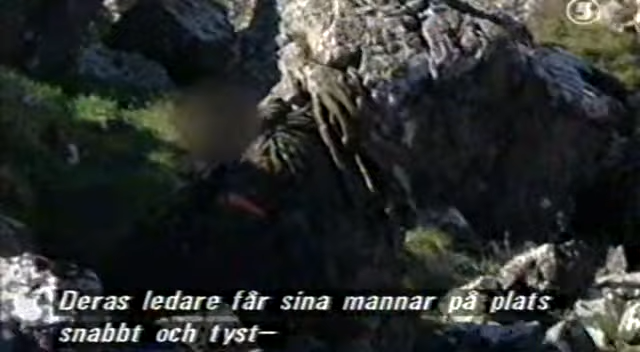 Deras ledare får sina mannar på plats
snabbt och tyst—